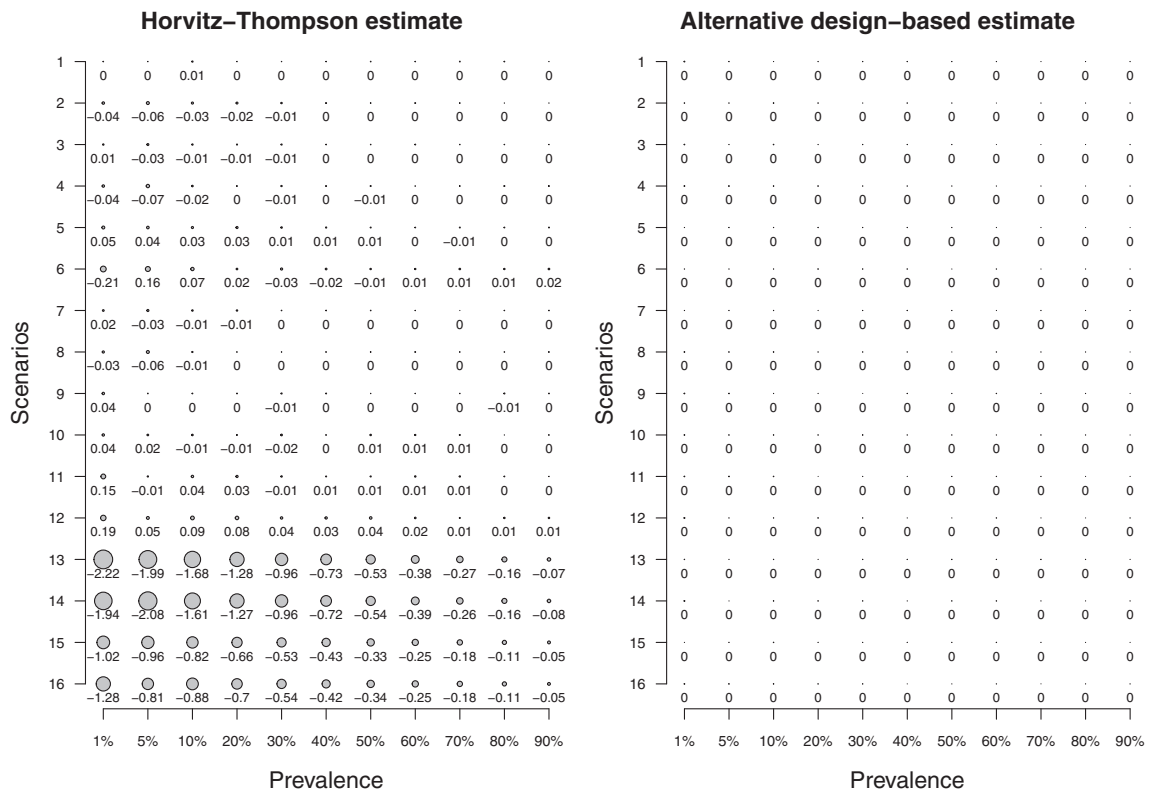 Horvitz−Thompson estimate
1
0 0 0.01 0 0 0 0 0 0 0 0
2
−0.04 −0.06 −0.03 −0.02 −0.01 0 0 0 0 0 0
3
0.01 −0.03 −0.01 −0.01 −0.01 0 0 0 0 0 0
4
−0.04 −0.07 −0.02 0 −0.01 0 −0.01 0 0 0 0
5
0.05 0.04 0.03 0.03 0.01 0.01 0.01 0 −0.01 0 0
6
−0.21 0.16 0.07 0.02 −0.03 −0.02 −0.01 0.01 0.01 0.01 0.02
7
0.02 −0.03 −0.01 −0.01 0 0 0 0 0 0 0
8
−0.03 −0.06 −0.01 0 0 0 0 0 0 0 0
9
0.04 0 0 0 −0.01 0 0 0 0 −0.01 0
10
0.04 0.02 −0.01 −0.01 −0.02 0 0.01 0.01 0.01 0 0
11
0.15 −0.01 0.04 0.03 −0.01 0.01 0.01 0.01 0.01 0 0
12
0.19 0.05 0.09 0.08 0.04 0.03 0.04 0.02 0.01 0.01 0.01
13
−2.22 −1.99 −1.68 −1.28 −0.96 −0.73 −0.53 −0.38 −0.27 −0.16 −0.07
14
−1.94 −2.08 −1.61 −1.27 −0.96 −0.72 −0.54 −0.39 −0.26 −0.16 −0.08
15
−1.02 −0.96 −0.82 −0.66 −0.53 −0.43 −0.33 −0.25 −0.18 −0.11 −0.05
16
−1.28 −0.81 −0.88 −0.7 −0.54 −0.42 −0.34 −0.25 −0.18 −0.11 −0.05
1% 5% 10% 20% 30% 40% 50% 60% 70% 80% 90%
Prevalence
Scenarios
Alternative design−based estimate
1
0 0 0 0 0 0 0 0 0 0 0
2
0 0 0 0 0 0 0 0 0 0 0
3
0 0 0 0 0 0 0 0 0 0 0
4
0 0 0 0 0 0 0 0 0 0 0
5
0 0 0 0 0 0 0 0 0 0 0
6
0 0 0 0 0 0 0 0 0 0 0
7
0 0 0 0 0 0 0 0 0 0 0
8
0 0 0 0 0 0 0 0 0 0 0
9
0 0 0 0 0 0 0 0 0 0 0
10
0 0 0 0 0 0 0 0 0 0 0
11
0 0 0 0 0 0 0 0 0 0 0
12
0 0 0 0 0 0 0 0 0 0 0
13
0 0 0 0 0 0 0 0 0 0 0
14
0 0 0 0 0 0 0 0 0 0 0
15
0 0 0 0 0 0 0 0 0 0 0
16
0 0 0 0 0 0 0 0 0 0 0
1% 5% 10% 20% 30% 40% 50% 60% 70% 80% 90%
Prevalence
Scenarios